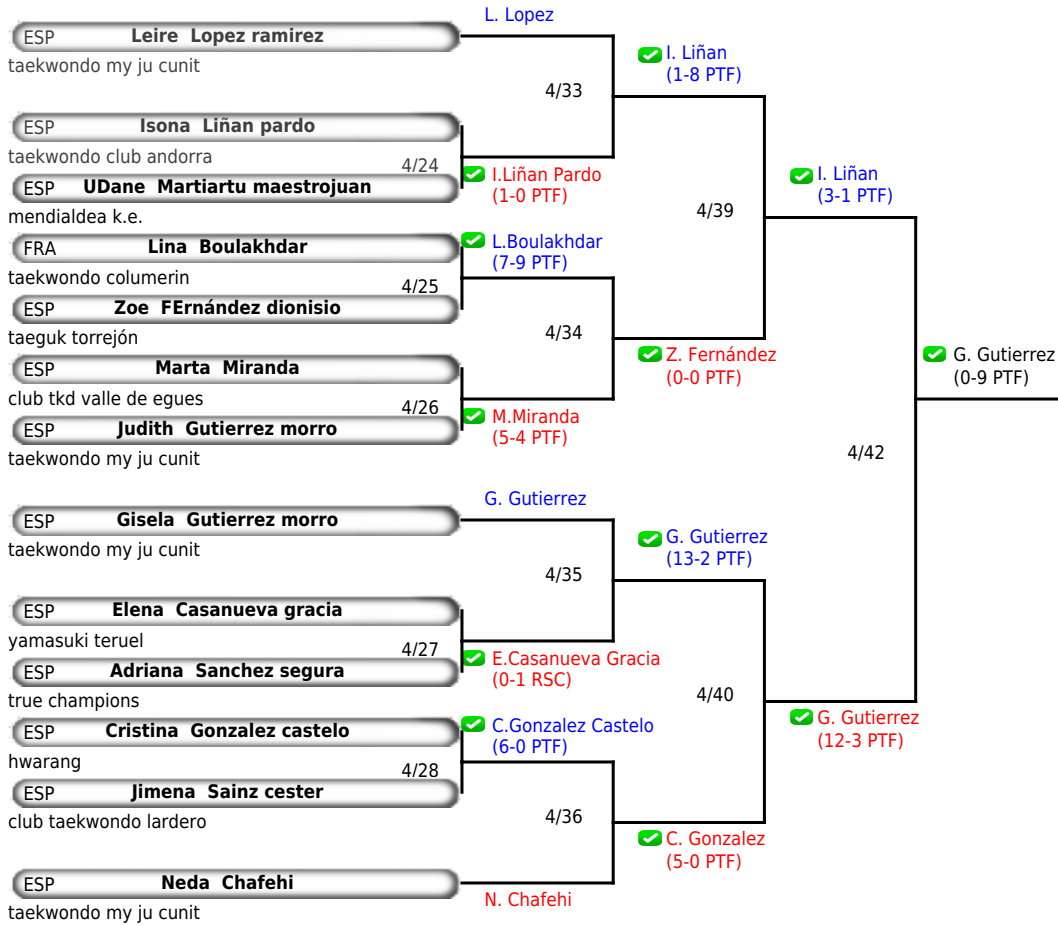 L. Lopez
ESP Leire Lopez ramirez
taekwondo my ju cunit
I. Liñan
(1-8 PTF)
4/33
ESP Isona Liñan pardo
taekwondo club andorra
4/24
I.Liñan Pardo
(1-0 PTF)
ESP UDane Martiartu maestrojuan
mendialdea k.e.
I. Liñan
(3-1 PTF)
4/39
FRA Lina Boulakhdar
taekwondo columerin
L.Boulakhdar
(7-9 PTF)
4/25
ESP Zoe FErnández dionisio
taeguk torrejón
4/34
Z. Fernández
(0-0 PTF)
G. Gutierrez
(0-9 PTF)
ESP Marta Miranda
club tkd valle de egues
4/26
M.Miranda
(5-4 PTF)
ESP Judith Gutierrez morro
taekwondo my ju cunit
4/42
G. Gutierrez
ESP Gisela Gutierrez morro
taekwondo my ju cunit
G. Gutierrez
(13-2 PTF)
4/35
ESP Elena Casanueva gracia
yamasuki teruel
4/27
E.Casanueva Gracia
(0-1 RSC)
ESP Adriana Sanchez segura
true champions
4/40
G. Gutierrez
(12-3 PTF)
ESP Cristina Gonzalez castelo
hwarang
C.Gonzalez Castelo
(6-0 PTF)
4/28
ESP Jimena Sainz cester
club taekwondo lardero
4/36
C. Gonzalez
(5-0 PTF)
ESP Neda Chafehi
taekwondo my ju cunit
N. Chafehi